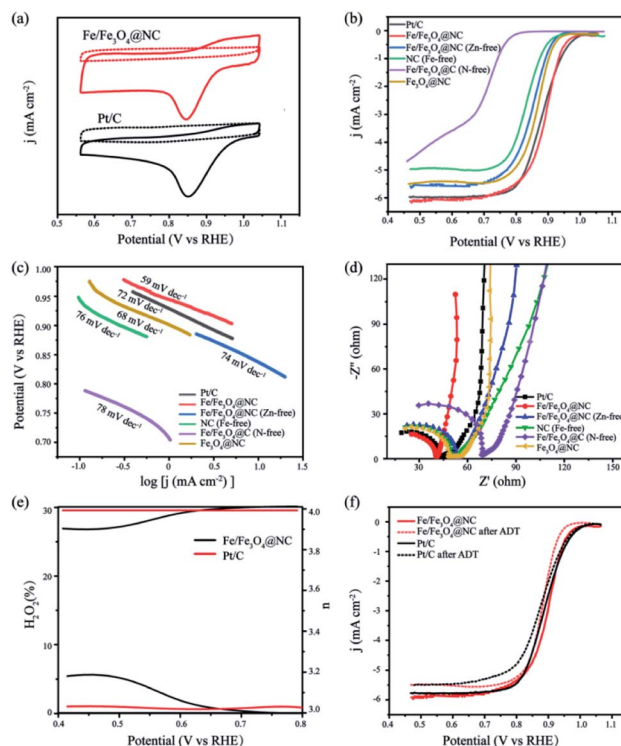 (a)
Fe/Fe₃O₄@NC
Pt/C
j (mA cm⁻²)
0.5 0.6 0.7 0.8 0.9 1.0 1.1
Potential (V vs RHE)
(b)
Pt/C
Fe/Fe₃O₄@NC
Fe/Fe₃O₄@NC (Zn-free)
NC (Fe-free)
Fe/Fe₃O₄@C (N-free)
Fe₃O₄@NC
j (mA cm⁻²)
0
-1
-2
-3
-4
-5
-6
0.4 0.5 0.6 0.7 0.8 0.9 1.0 1.1
Potential (V vs RHE)
(c)
59 mV dec⁻¹
72 mV dec⁻¹
68 mV dec⁻¹
76 mV dec⁻¹
74 mV dec⁻¹
78 mV dec⁻¹
Pt/C
Fe/Fe₃O₄@NC
Fe/Fe₃O₄@NC (Zn-free)
NC (Fe-free)
Fe/Fe₃O₄@C (N-free)
Fe₃O₄@NC
Potential (V vs RHE)
1.00
0.95
0.90
0.85
0.80
0.75
0.70
-1.0 -0.5 0.0 0.5 1.0 1.5
log [j (mA cm⁻²) ]
(d)
Pt/C
Fe/Fe₃O₄@NC
Fe/Fe₃O₄@NC (Zn-free)
NC (Fe-free)
Fe/Fe₃O₄@C (N-free)
Fe₃O₄@NC
-Z'' (ohm)
120
90
60
30
0
0 30 60 90 120 150
Z' (ohm)
(e)
Fe/Fe₃O₄@NC
Pt/C
H₂O₂(%)
30
20
10
5
0
4.0
3.8
3.6
3.4
3.2
3.0
n
0.4 0.5 0.6 0.7 0.8
Potential (V vs RHE)
(f)
Fe/Fe₃O₄@NC
Fe/Fe₃O₄@NC after ADT
Pt/C
Pt/C after ADT
j (mA cm⁻²)
0
-1
-2
-3
-4
-5
-6
0.4 0.5 0.6 0.7 0.8 0.9 1.0 1.1
Potential (V vs RHE)